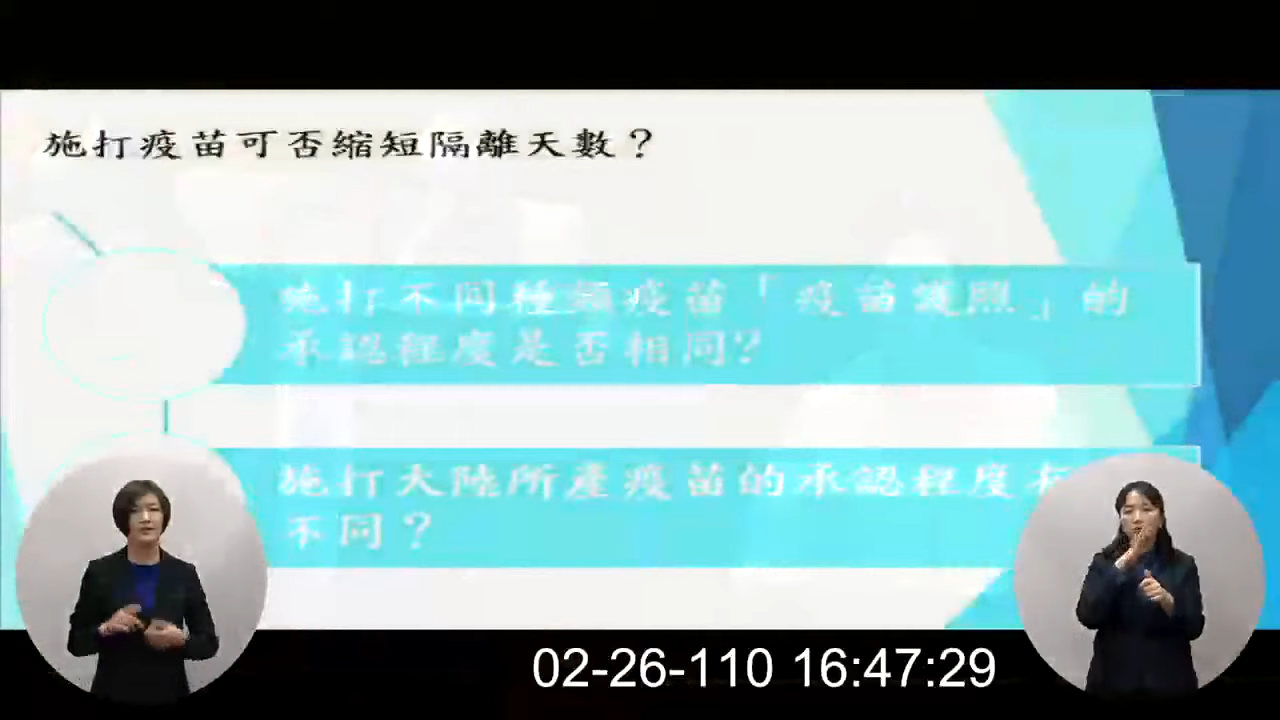 施打疫苗可否縮短隔離天數？
施打不同種類疫苗「疫苗護照」的
承認程度是否相同?
施打大陸所產疫苗的承認程度有
不同？
02-26-110 16:47:29